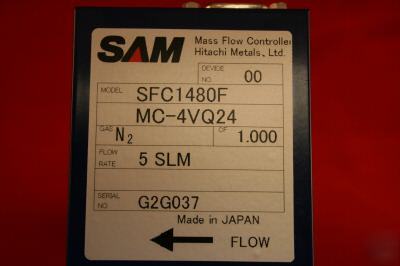 SAM
Mass Flow Controller
Hitachi Metals, Ltd.
DEVICE NO. 00
MODEL SFC1480F
MC-4VQ24
GAS N2 CF 1.000
FLOW RATE 5 SLM
SERIAL NO. G2G037
Made in JAPAN
FLOW